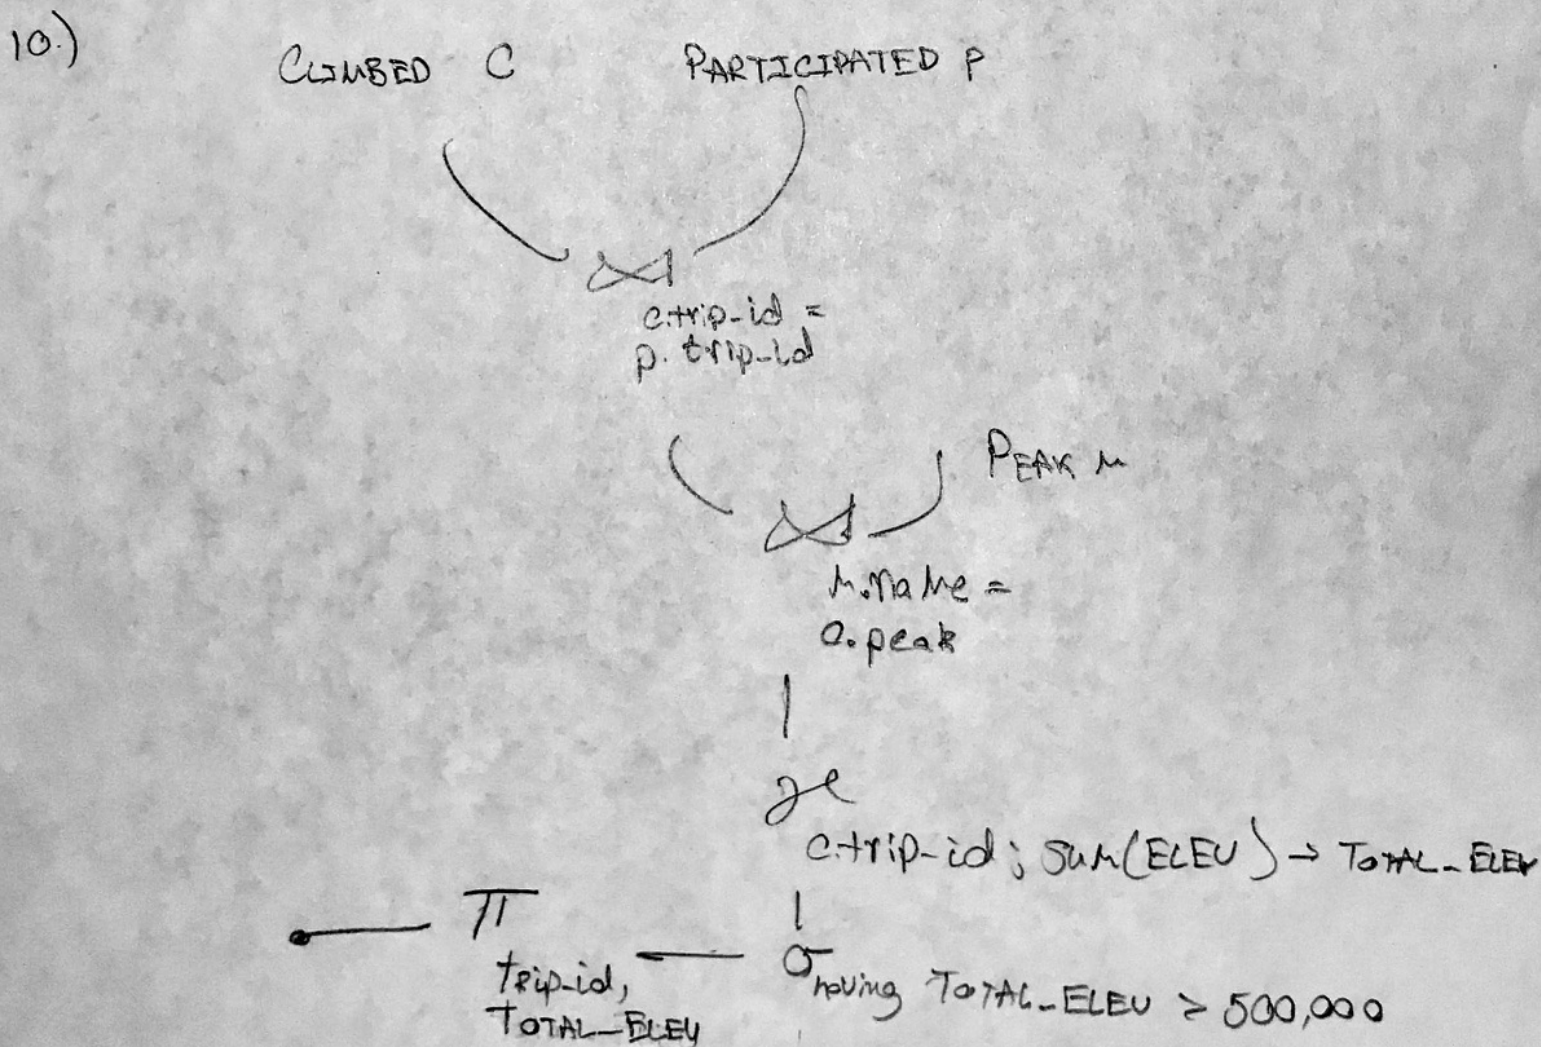 10.)
CLIMBED C PARTICIPATED P
⋈
c.trip-id =
p.trip-id
PEAK M
⋈
M.name =
C.peak
γ
c.trip-id; SUM(ELEV) → TOTAL_ELEV
π
trip-id,
TOTAL_ELEV
σ having TOTAL_ELEV ≥ 500,000